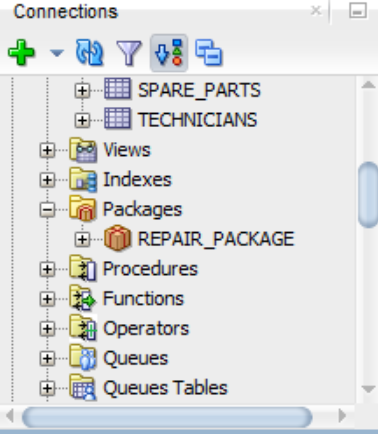 Connections
SPARE_PARTS
TECHNICIANS
Views
Indexes
Packages
REPAIR_PACKAGE
Procedures
Functions
Operators
Queues
Queues Tables